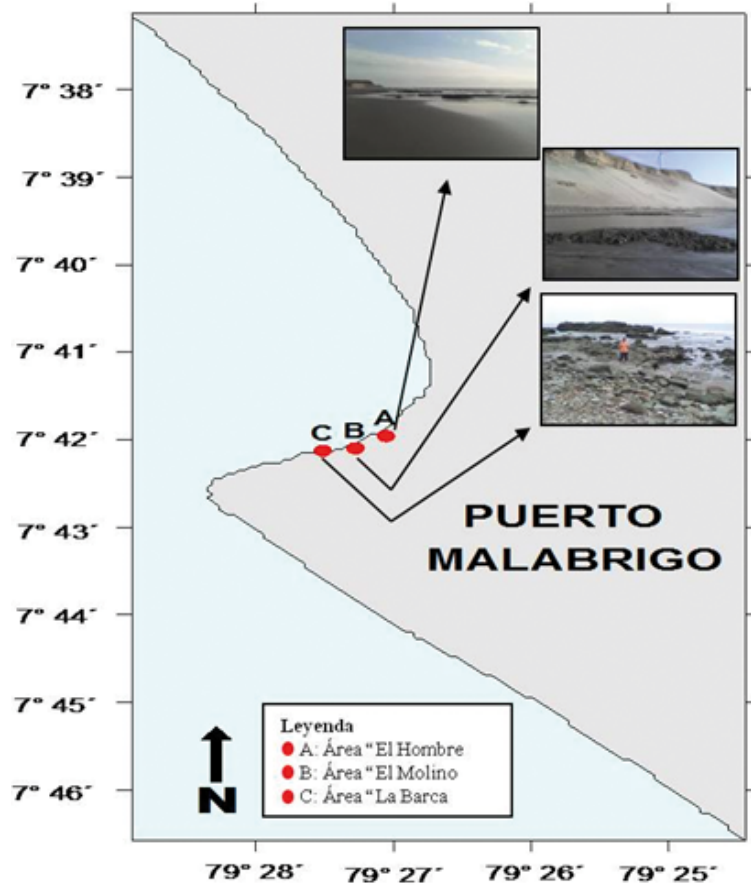 7° 38´
7° 39´
7° 40´
7° 41´
7° 42´
7° 43´
7° 44´
7° 45´
7° 46´
C B A
PUERTO
MALABRIGO
Leyenda
A: Área “El Hombre
B: Área “El Molino
C: Área “La Barca
N
79° 28´ 79° 27´ 79° 26´ 79° 25´